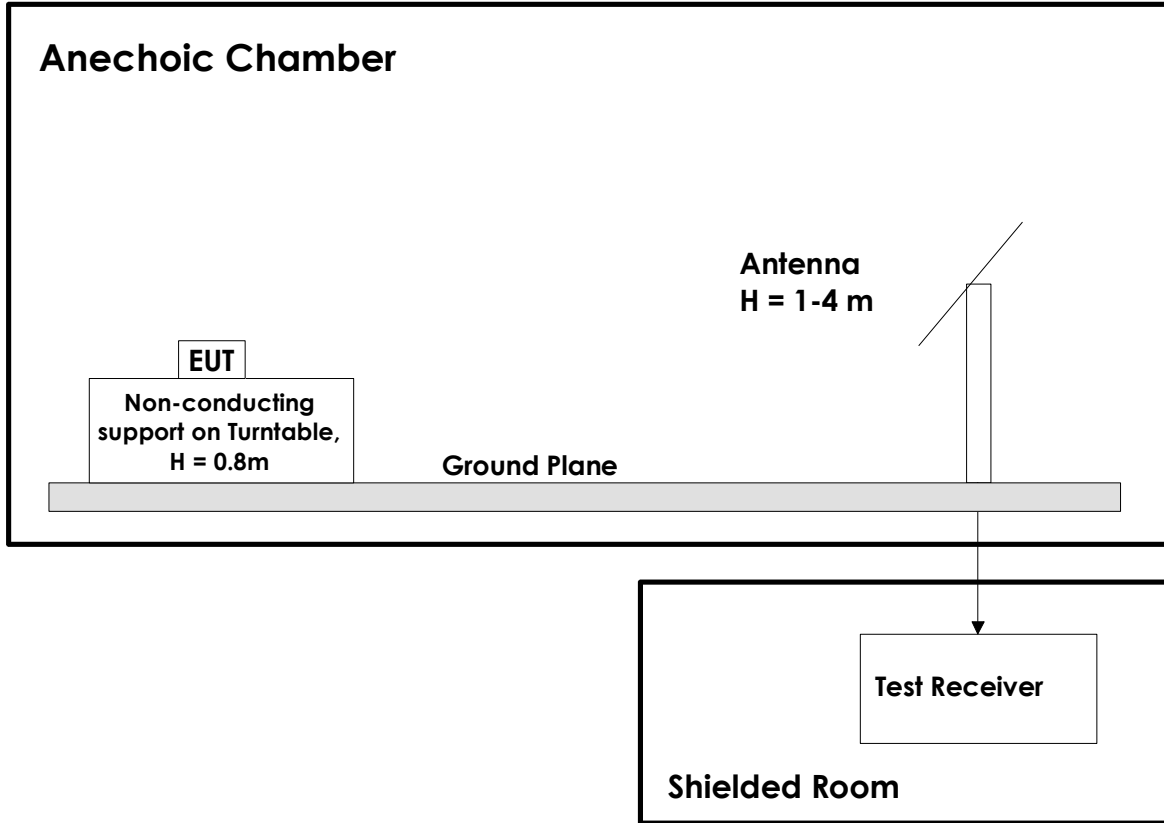 Anechoic Chamber
Antenna
H = 1-4 m
EUT
Non-conducting
support on Turntable,
H = 0.8m
Ground Plane
Test Receiver
Shielded Room